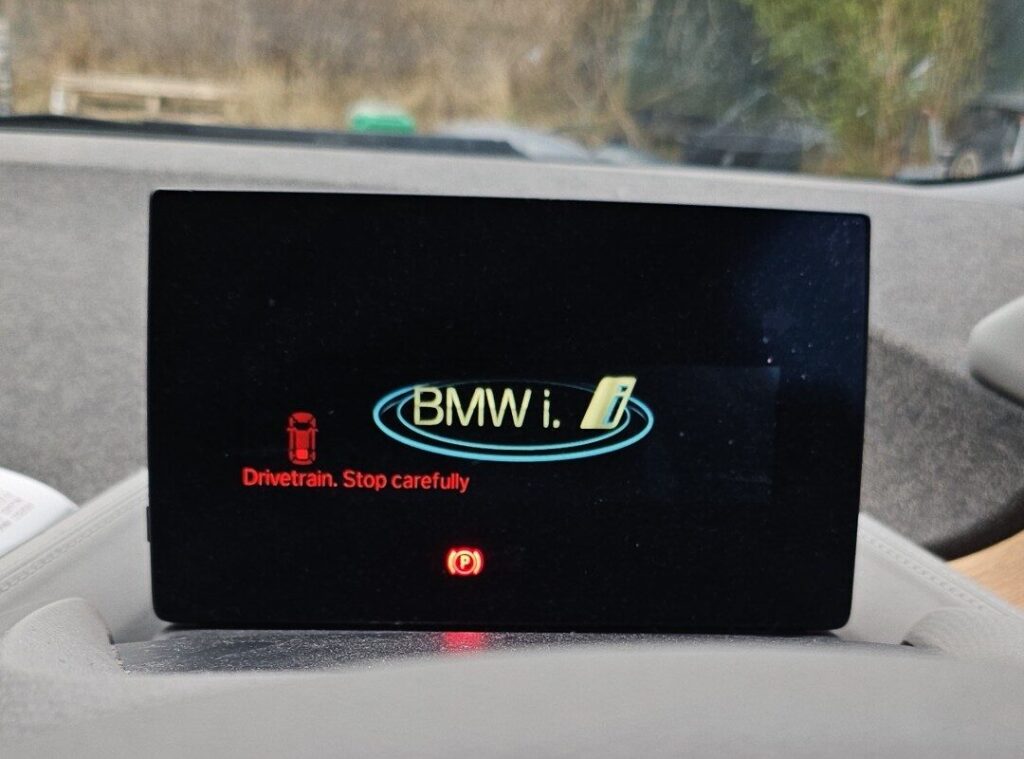 BMW i.
i
Drivetrain. Stop carefully
P